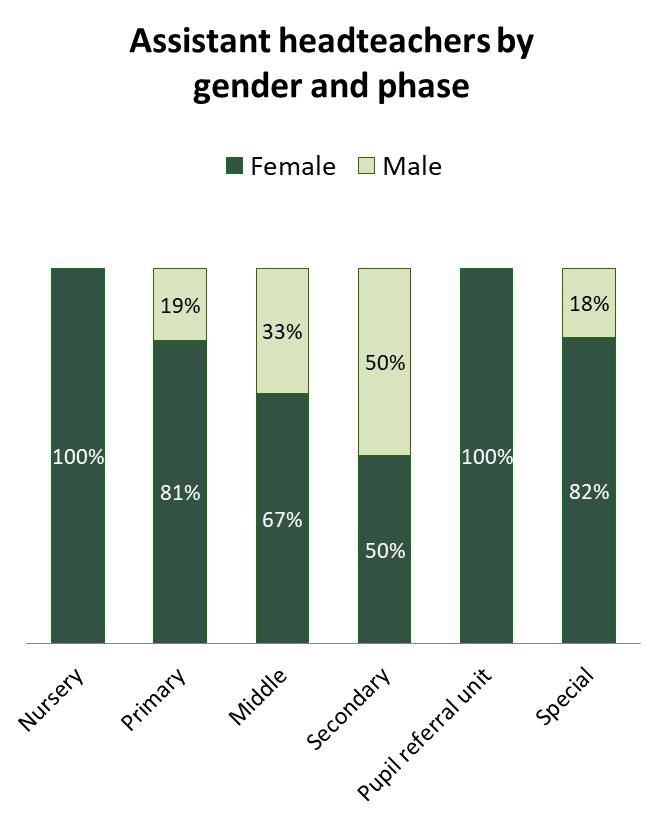 Assistant headteachers by
gender and phase
Female Male
19% 18%
33%
50%
100% 100%
81% 82%
67%
50%
Nursery
Primary
Middle
Secondary
Pupil referral unit
Special